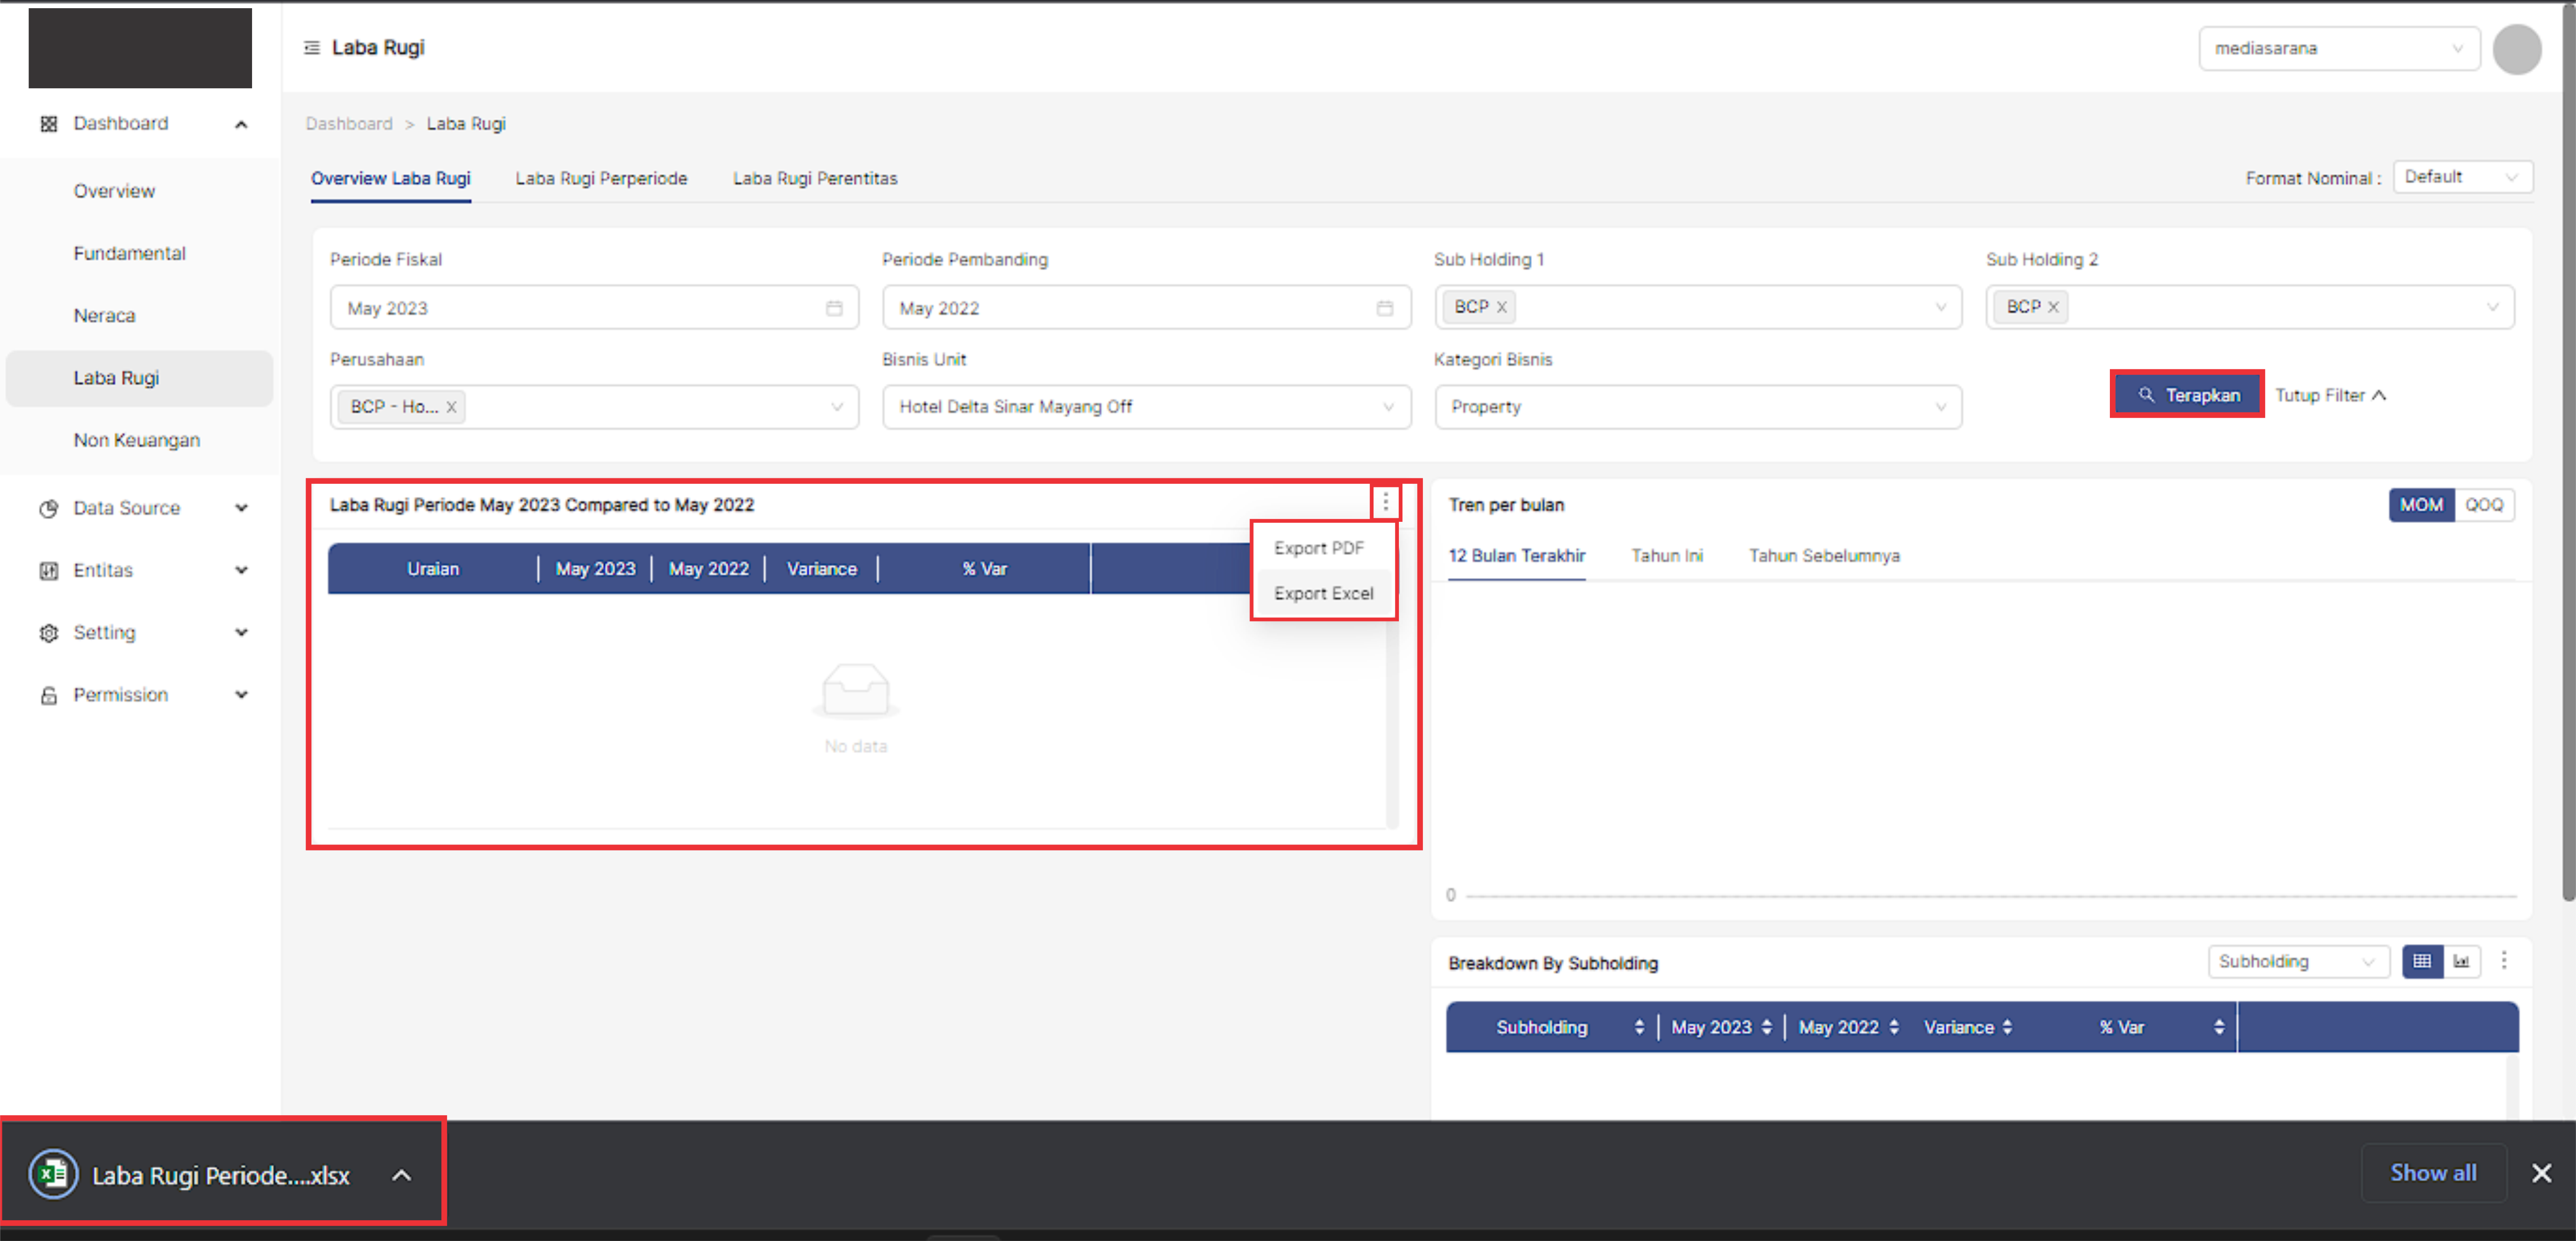 Laba Rugi
mediasarana
Dashboard
Overview
Fundamental
Neraca
Laba Rugi
Non Keuangan
Data Source
Entitas
Setting
Permission
Dashboard > Laba Rugi
Overview Laba Rugi Laba Rugi Perperiode Laba Rugi Perentitas
Format Nominal : Default
Periode Fiskal Periode Pembanding Sub Holding 1 Sub Holding 2
May 2023 May 2022 BCP X BCP X
Perusahaan Bisnis Unit Kategori Bisnis
BCP - Ho... X Hotel Delta Sinar Mayang Off Property
Terapkan Tutup Filter
Laba Rugi Periode May 2023 Compared to May 2022
Export PDF
Export Excel
Uraian May 2023 May 2022 Variance % Var
No data
Tren per bulan
MOM QOQ
12 Bulan Terakhir Tahun Ini Tahun Sebelumnya
0
Breakdown By Subholding
Subholding
Subholding May 2023 May 2022 Variance % Var
Laba Rugi Periode....xlsx
Show all